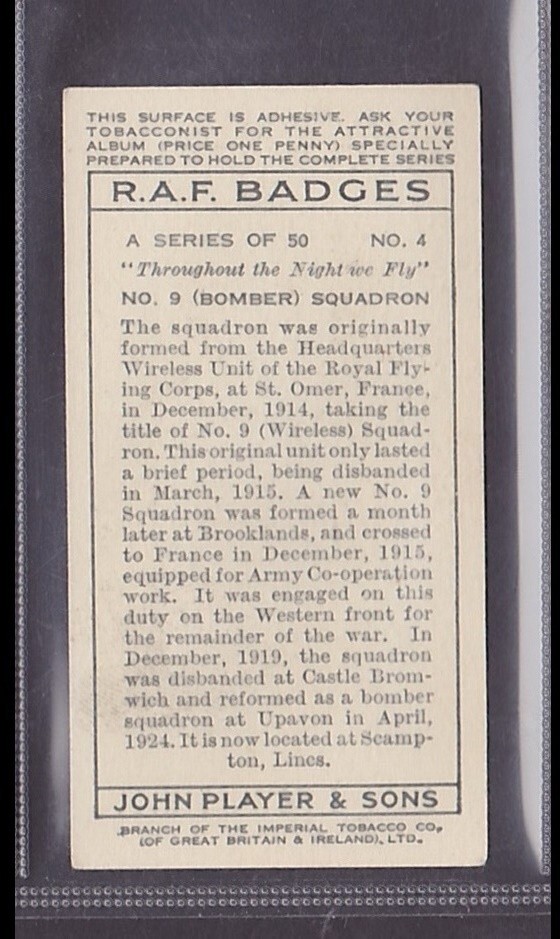 THIS SURFACE IS ADHESIVE. ASK YOUR
TOBACCONIST FOR THE ATTRACTIVE
ALBUM (PRICE ONE PENNY) SPECIALLY
PREPARED TO HOLD THE COMPLETE SERIES
R.A.F. BADGES
A SERIES OF 50 NO. 4
"Throughout the Night we Fly"
NO. 9 (BOMBER) SQUADRON
The squadron was originally
formed from the Headquarters
Wireless Unit of the Royal Fly-
ing Corps, at St. Omer, France,
in December, 1914, taking the
title of No. 9 (Wireless) Squad-
ron. This original unit only lasted
a brief period, being disbanded
in March, 1915. A new No. 9
Squadron was formed a month
later at Brooklands, and crossed
to France in December, 1915,
equipped for Army Co-operation
work. It was engaged on this
duty on the Western front for
the remainder of the war. In
December, 1919, the squadron
was disbanded at Castle Brom-
wich and reformed as a bomber
squadron at Upavon in April,
1924. It is now located at Scamp-
ton, Lincs.
JOHN PLAYER & SONS
BRANCH OF THE IMPERIAL TOBACCO CO.
(OF GREAT BRITAIN & IRELAND), LTD.